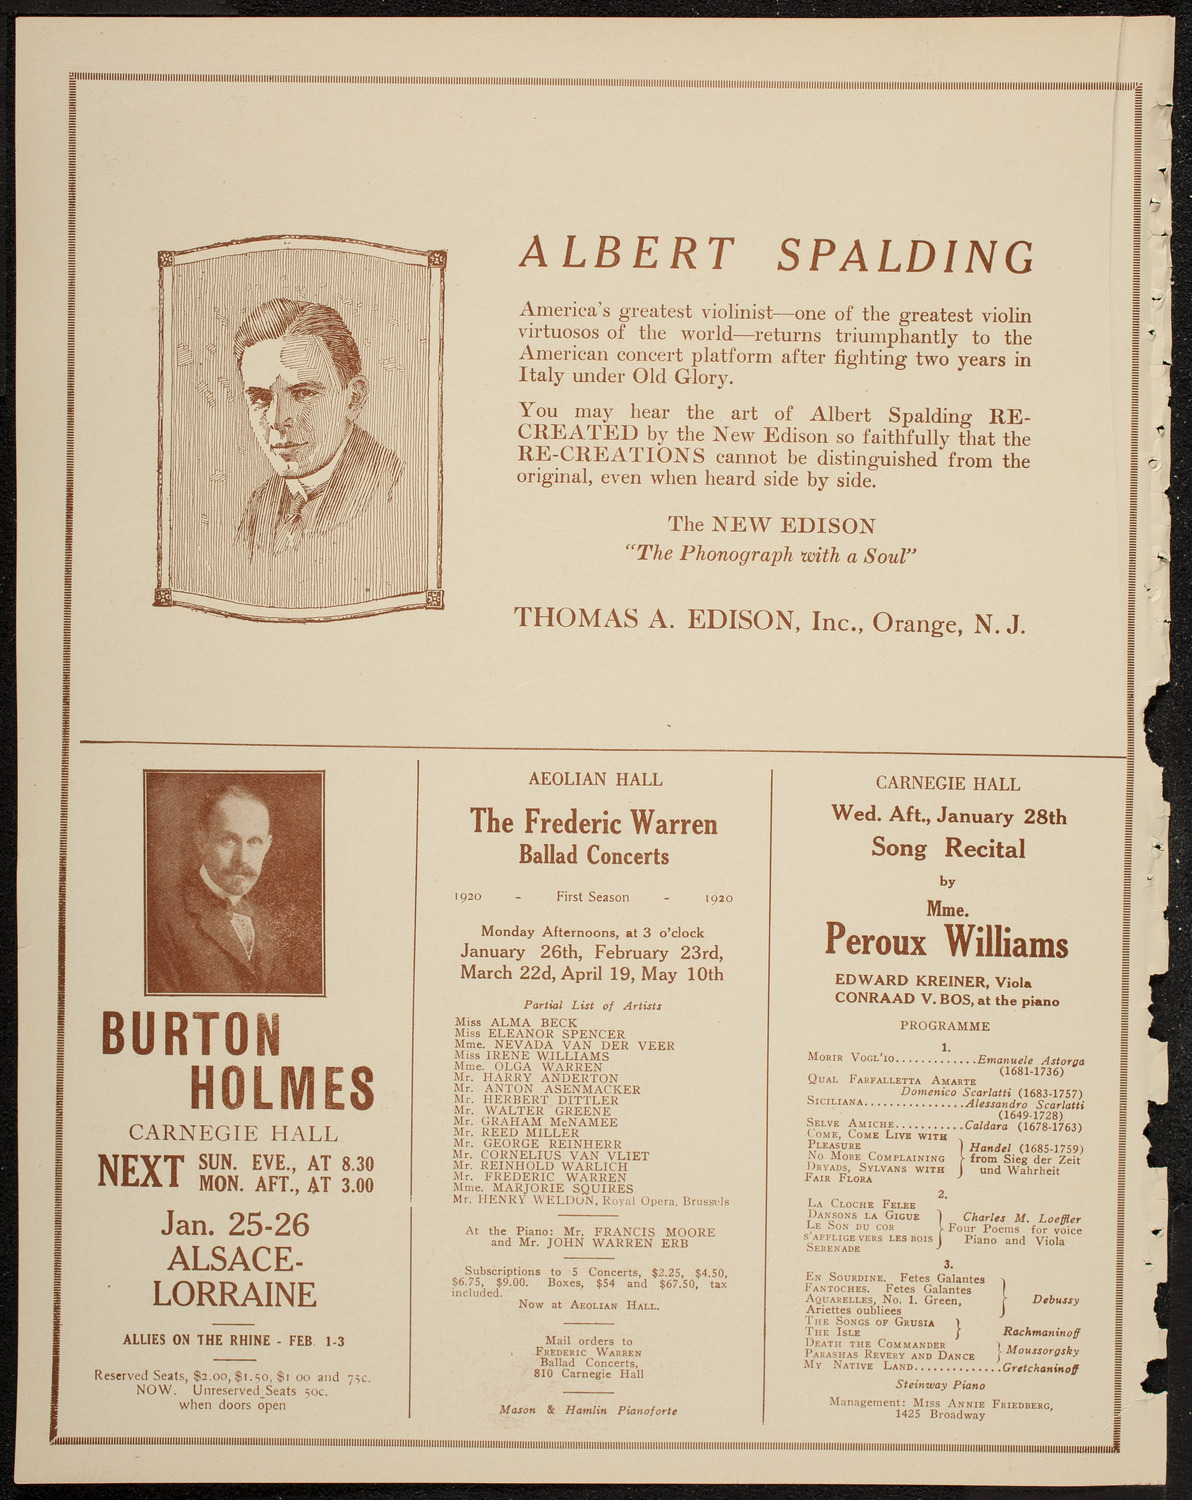 ALBERT SPALDING
America's greatest violinist—one of the greatest violin
virtuosos of the world—returns triumphantly to the
American concert platform after fighting two years in
Italy under Old Glory.
You may hear the art of Albert Spalding RE-
CREATED by the New Edison so faithfully that the
RE-CREATIONS cannot be distinguished from the
original, even when heard side by side.
The NEW EDISON
"The Phonograph with a Soul"
THOMAS A. EDISON, Inc., Orange, N. J.
BURTON
HOLMES
CARNEGIE HALL
NEXT SUN. EVE., AT 8.30
MON. AFT., AT 3.00
Jan. 25-26
ALSACE-
LORRAINE
ALLIES ON THE RHINE - FEB. 1-3
Reserved Seats, $2.00, $1.50, $1 00 and 75c.
NOW. Unreserved Seats 50c.
when doors open
AEOLIAN HALL
The Frederic Warren
Ballad Concerts
1920 - First Season - 1920
Monday Afternoons, at 3 o'clock
January 26th, February 23rd,
March 22d, April 19, May 10th
Partial List of Artists
Miss ALMA BECK
Miss ELEANOR SPENCER
Mme. NEVADA VAN DER VEER
Miss IRENE WILLIAMS
Mme. OLGA WARREN
Mr. HARRY ANDERTON
Mr. ANTON ASENMACKER
Mr. HERBERT DITTLER
Mr. WALTER GREENE
Mr. GRAHAM McNAMEE
Mr. REED MILLER
Mr. GEORGE REINHERR
Mr. CORNELIUS VAN VLIET
Mr. REINHOLD WARLICH
Mr. FREDERIC WARREN
Mme. MARJORIE SQUIRES
Mr. HENRY WELDON, Royal Opera, Brussels
At the Piano: Mr. FRANCIS MOORE
and Mr. JOHN WARREN ERB
Subscriptions to 5 Concerts, $2.25, $4.50,
$6.75, $9.00. Boxes, $54 and $67.50, tax
included.
Now at AEOLIAN HALL.
Mail orders to
FREDERIC WARREN
Ballad Concerts,
810 Carnegie Hall
Mason & Hamlin Pianoforte
CARNEGIE HALL
Wed. Aft., January 28th
Song Recital
by
Mme.
Peroux Williams
EDWARD KREINER, Viola
CONRAAD V. BOS, at the piano
PROGRAMME
1.
MORIR VOGL'IO.............Emanuele Astorga
(1681-1736)
QUAL FARFALLETTA AMARTE
Domenico Scarlatti (1683-1757)
SICILIANA................Alessandro Scarlatti
(1649-1728)
SELVE AMICHE...........Caldara (1678-1763)
COME, COME LIVE WITH
PLEASURE
NO MORE COMPLAINING
DRYADS, SYLVANS WITH
FAIR FLORA
Handel (1685-1759)
from Sieg der Zeit
und Wahrheit
2.
LA CLOCHE FELEE
DANSONS LA GIGUE
LE SON DU COR
S'AFFLIGE VERS LES BOIS
SERENADE
Charles M. Loeffler
Four Poems for voice
Piano and Viola
3.
EN SOURDINE. Fetes Galantes
FANTOCHES. Fetes Galantes
AQUARELLES, No. 1. Green,
Ariettes oubliees
Debussy
THE SONGS OF GRUSIA
THE ISLE
Rachmaninoff
DEATH THE COMMANDER
PARASHAS REVERY AND DANCE
Moussorgsky
MY NATIVE LAND.............Gretchaninoff
Steinway Piano
Management: MISS ANNIE FRIEDBERG,
1425 Broadway